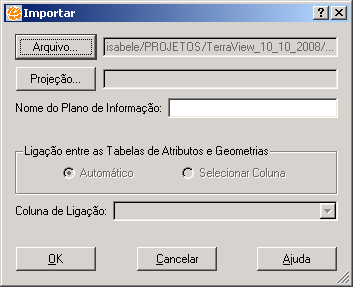 Importar
Arquivo... isabele/PROJETOS/TerraView_10_10_2008/...
Projeção...
Nome do Plano de Informação:
Ligação entre as Tabelas de Atributos e Geometrias
Automático Selecionar Coluna
Coluna de Ligação:
OK Cancelar Ajuda